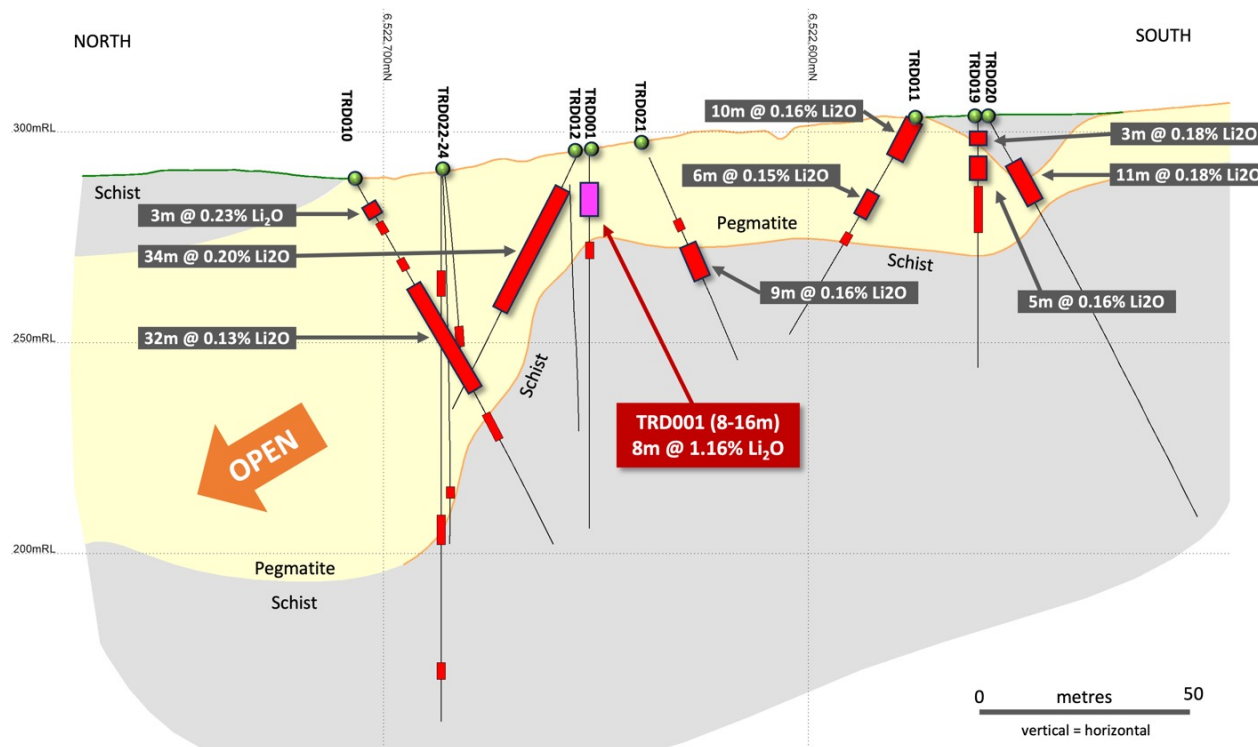 NORTH
SOUTH
6,522,700mN
6,522,600mN
TRD010
TRD022-24
TRD012
TRD001
TRD021
TRD011
TRD019
TRD020
300mRL
250mRL
200mRL
10m @ 0.16% Li2O
3m @ 0.18% Li2O
6m @ 0.15% Li2O
11m @ 0.18% Li2O
Schist
3m @ 0.23% Li₂O
Pegmatite
34m @ 0.20% Li2O
Schist
9m @ 0.16% Li2O
5m @ 0.16% Li2O
32m @ 0.13% Li2O
Schist
TRD001 (8-16m)
8m @ 1.16% Li₂O
OPEN
Pegmatite
Schist
0 metres 50
vertical = horizontal